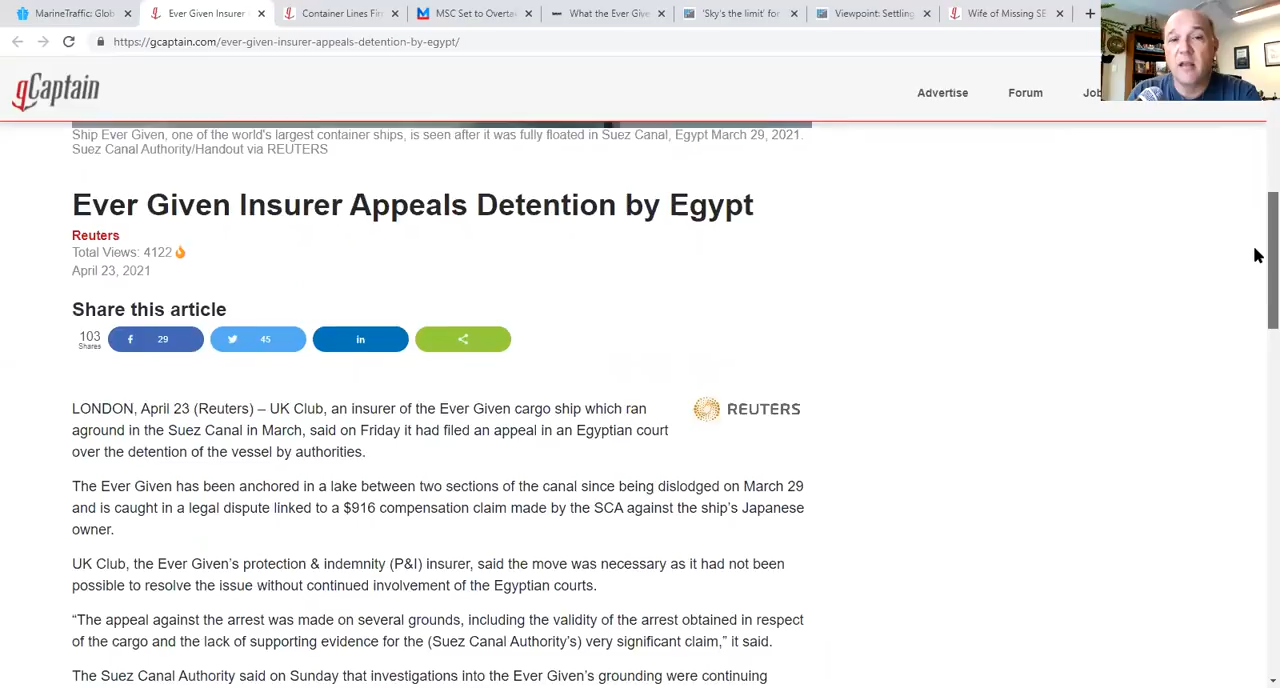 MarineTraffic: Glob
Ever Given Insurer
Container Lines Fir
MSC Set to Overta
What the Ever Give
'Sky's the limit' for
Viewpoint: Settling
Wife of Missing SE
https://gcaptain.com/ever-given-insurer-appeals-detention-by-egypt/
gCaptain
Advertise
Forum
Job
Ship Ever Given, one of the world's largest container ships, is seen after it was fully floated in Suez Canal, Egypt March 29, 2021.
Suez Canal Authority/Handout via REUTERS
Ever Given Insurer Appeals Detention by Egypt
Reuters
Total Views: 4122
April 23, 2021
Share this article
103
Shares
29
45
in
LONDON, April 23 (Reuters) – UK Club, an insurer of the Ever Given cargo ship which ran
aground in the Suez Canal in March, said on Friday it had filed an appeal in an Egyptian court
over the detention of the vessel by authorities.
REUTERS
The Ever Given has been anchored in a lake between two sections of the canal since being dislodged on March 29
and is caught in a legal dispute linked to a $916 compensation claim made by the SCA against the ship's Japanese
owner.
UK Club, the Ever Given's protection & indemnity (P&I) insurer, said the move was necessary as it had not been
possible to resolve the issue without continued involvement of the Egyptian courts.
“The appeal against the arrest was made on several grounds, including the validity of the arrest obtained in respect
of the cargo and the lack of supporting evidence for the (Suez Canal Authority's) very significant claim,” it said.
The Suez Canal Authority said on Sunday that investigations into the Ever Given's grounding were continuing